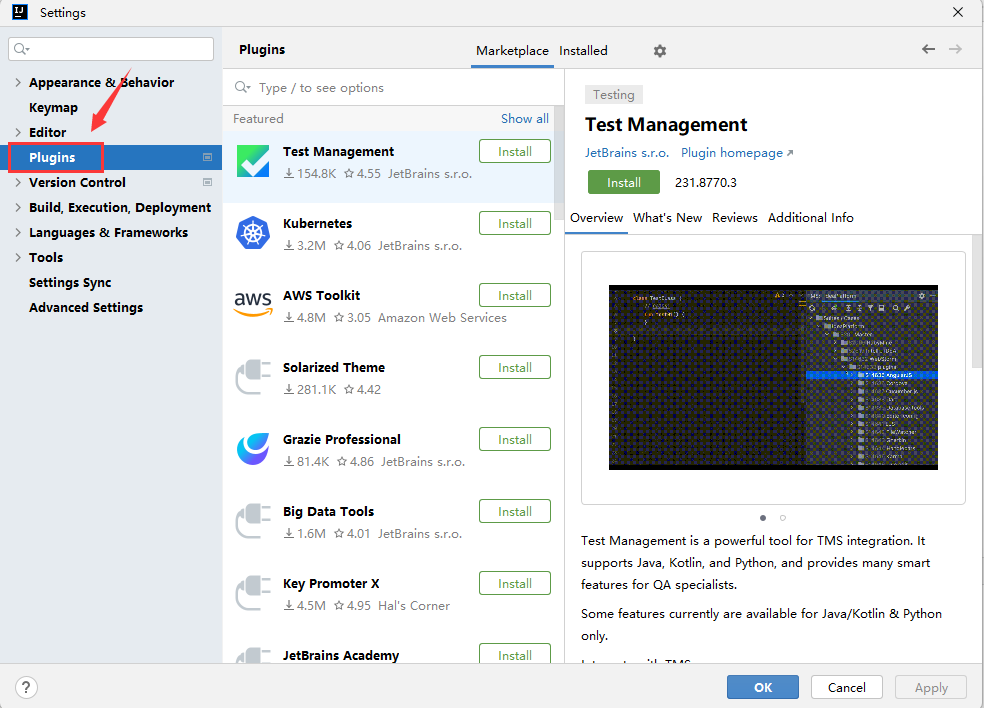 Settings
Plugins
Marketplace
Installed
Appearance & Behavior
Keymap
Editor
Plugins
Version Control
Build, Execution, Deployment
Languages & Frameworks
Tools
Settings Sync
Advanced Settings
Type / to see options
Featured
Show all
Test Management
Install
154.8K 4.55 JetBrains s.r.o.
Kubernetes
Install
3.2M 4.06 JetBrains s.r.o.
aws
AWS Toolkit
Install
4.8M 3.05 Amazon Web Services
Solarized Theme
Install
281.1K 4.42
Grazie Professional
Install
81.4K 4.86 JetBrains s.r.o.
Big Data Tools
Install
1.6M 4.01 JetBrains s.r.o.
Key Promoter X
Install
4.5M 4.95 Hal's Corner
JetBrains Academy
Install
Testing
Test Management
JetBrains s.r.o. Plugin homepage
Install 231.8770.3
Overview What's New Reviews Additional Info
Test Management is a powerful tool for TMS integration. It
supports Java, Kotlin, and Python, and provides many smart
features for QA specialists.
Some features currently are available for Java/Kotlin & Python
only.
?
OK
Cancel
Apply